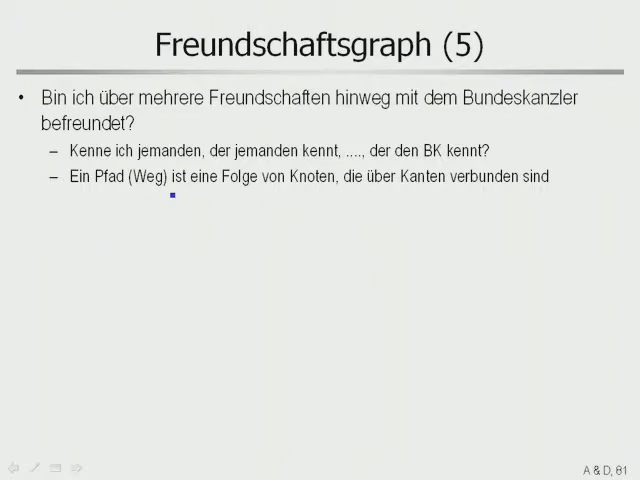 Freundschaftsgraph (5)
• Bin ich über mehrere Freundschaften hinweg mit dem Bundeskanzler
befreundet?
– Kenne ich jemanden, der jemanden kennt, ...., der den BK kennt?
– Ein Pfad (Weg) ist eine Folge von Knoten, die über Kanten verbunden sind
A & D, 81